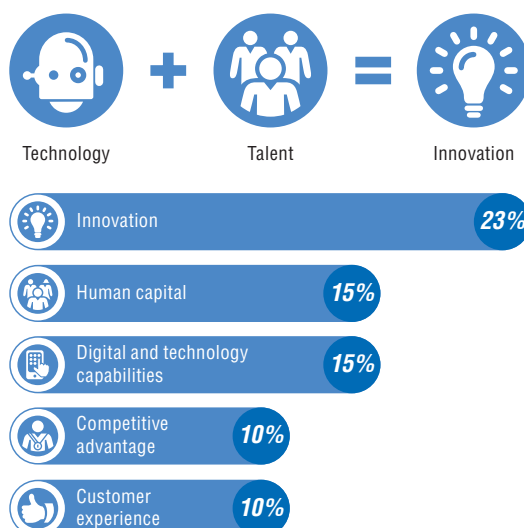 Technology Talent Innovation
Innovation 23%
Human capital 15%
Digital and technology
capabilities 15%
Competitive
advantage 10%
Customer
experience 10%